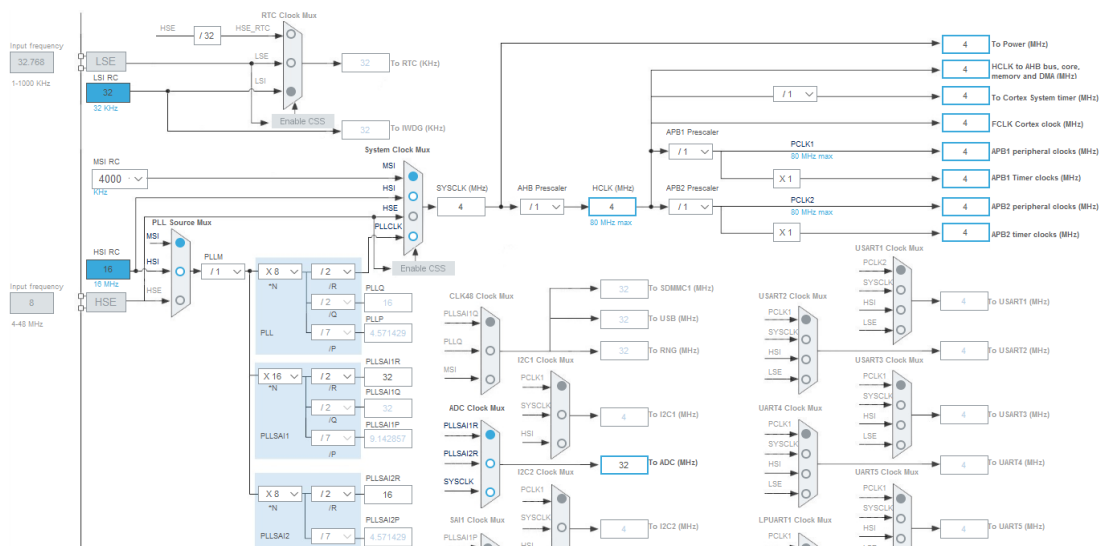 RTC Clock Mux
HSE
/ 32
HSE_RTC
Input frequency
32.768
1-1000 KHz
LSE
LSE
32
To RTC (KHz)
LSI RC
32
32 KHz
LSI
Enable CSS
32
To IWDG (KHz)
4
To Power (MHz)
4
HCLK to AHB bus, core,
memory and DMA (MHz)
/ 1
4
To Cortex System timer (MHz)
4
FCLK Cortex clock (MHz)
APB1 Prescaler
/ 1
PCLK1
80 MHz max
4
APB1 peripheral clocks (MHz)
X 1
4
APB1 Timer clocks (MHz)
System Clock Mux
MSI RC
4000
KHz
MSI
HSI
HSE
PLLCLK
SYSCLK (MHz)
4
AHB Prescaler
/ 1
HCLK (MHz)
4
80 MHz max
APB2 Prescaler
/ 1
PCLK2
80 MHz max
4
APB2 peripheral clocks (MHz)
X 1
4
APB2 timer clocks (MHz)
Enable CSS
PLL Source Mux
MSI
HSI RC
16
16 MHz
HSI
HSE
PLLM
/ 1
Input frequency
8
4-48 MHz
HSE
X 8
*N
/ 2
/R
PLLQ
/ 2
16
/Q
PLLP
PLL
/ 7
4.571429
/P
PLLSAI1R
X 16
/ 2
32
*N
/R
PLLSAI1Q
/ 2
32
/Q
PLLSAI1P
PLLSAI1
/ 7
9.142857
/P
PLLSAI2R
X 8
/ 2
16
*N
/R
PLLSAI2P
PLLSAI2
/ 7
4.571429
CLK48 Clock Mux
PLLSAI1Q
PLLQ
MSI
32
To SDMMC1 (MHz)
32
To USB (MHz)
32
To RNG (MHz)
I2C1 Clock Mux
PCLK1
SYSCLK
HSI
4
To I2C1 (MHz)
ADC Clock Mux
PLLSAI1R
PLLSAI2R
SYSCLK
32
To ADC (MHz)
I2C2 Clock Mux
PCLK1
SYSCLK
HSI
4
To I2C2 (MHz)
SAI1 Clock Mux
PLLSAI1P
USART1 Clock Mux
PCLK2
SYSCLK
HSI
LSE
4
To USART1 (MHz)
USART2 Clock Mux
PCLK1
SYSCLK
HSI
LSE
4
To USART2 (MHz)
USART3 Clock Mux
PCLK1
SYSCLK
HSI
LSE
4
To USART3 (MHz)
UART4 Clock Mux
PCLK1
SYSCLK
HSI
LSE
4
To UART4 (MHz)
UART5 Clock Mux
PCLK1
SYSCLK
HSI
4
To UART5 (MHz)
LPUART1 Clock Mux
PCLK1